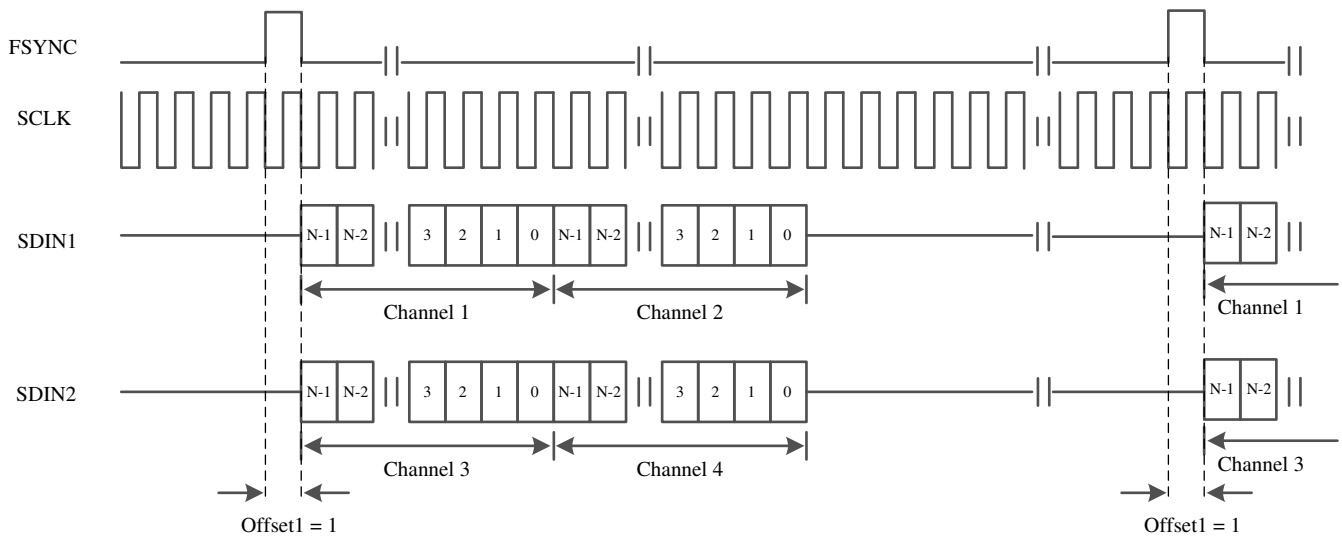 FSYNC
SCLK
SDIN1
N-1 N-2 3 2 1 0 N-1 N-2 3 2 1 0 N-1 N-2
Channel 1 Channel 2 Channel 1
SDIN2
N-1 N-2 3 2 1 0 N-1 N-2 3 2 1 0 N-1 N-2
Channel 3 Channel 4 Channel 3
Offset1 = 1 Offset1 = 1